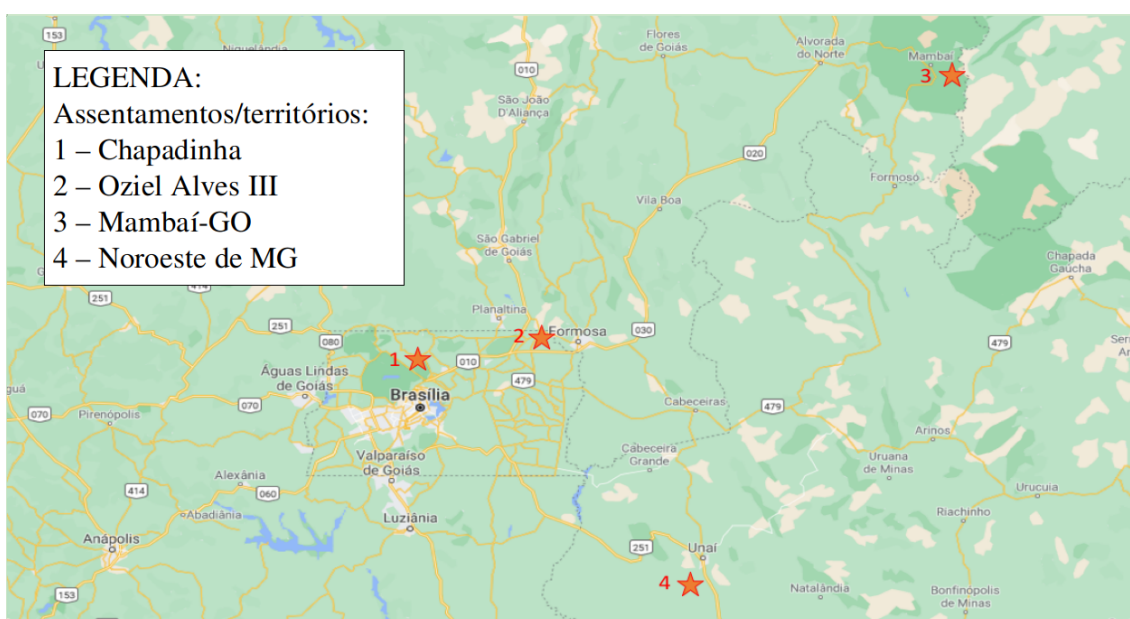 LEGENDA:
Assentamentos/territórios:
1 – Chapadinha
2 – Oziel Alves III
3 – Mambaí-GO
4 – Noroeste de MG
153
Niquelândia
010
São João
D'Aliança
Flores
de Goiás
Alvorada
do Norte
Mambaí
3
020
Formoso
Vila Boa
São Gabriel
de Goiás
Chapada
Gaúcha
251
414
251
080
Planaltina
2
Formosa
030
479
1
010
Águas Lindas
de Goiás
479
Brasília
070
Pirenópolis
070
Cabeceiras
479
Arinos
Valparaíso
de Goiás
Cabeceira
Grande
Uruana
de Minas
Alexânia
414
060
Urucuia
Abadiânia
Luziânia
Riachinho
Anápolis
251
Unaí
4
153
Natalândia
Bonfinópolis
de Minas